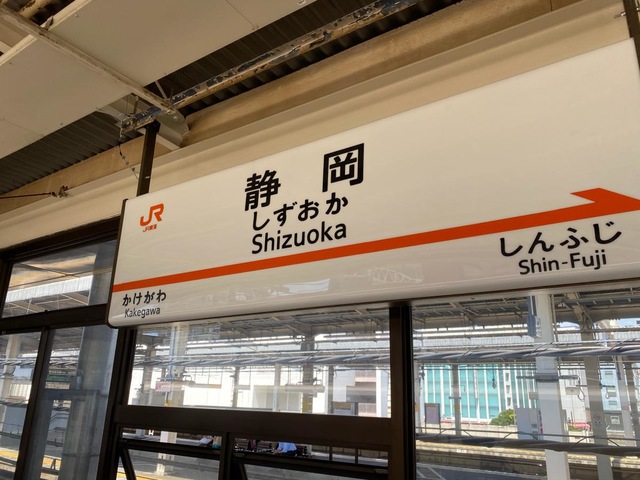 JR
JR東海
静岡
しずおか
Shizuoka
かけがわ
Kakegawa
しんふじ
Shin-Fuji